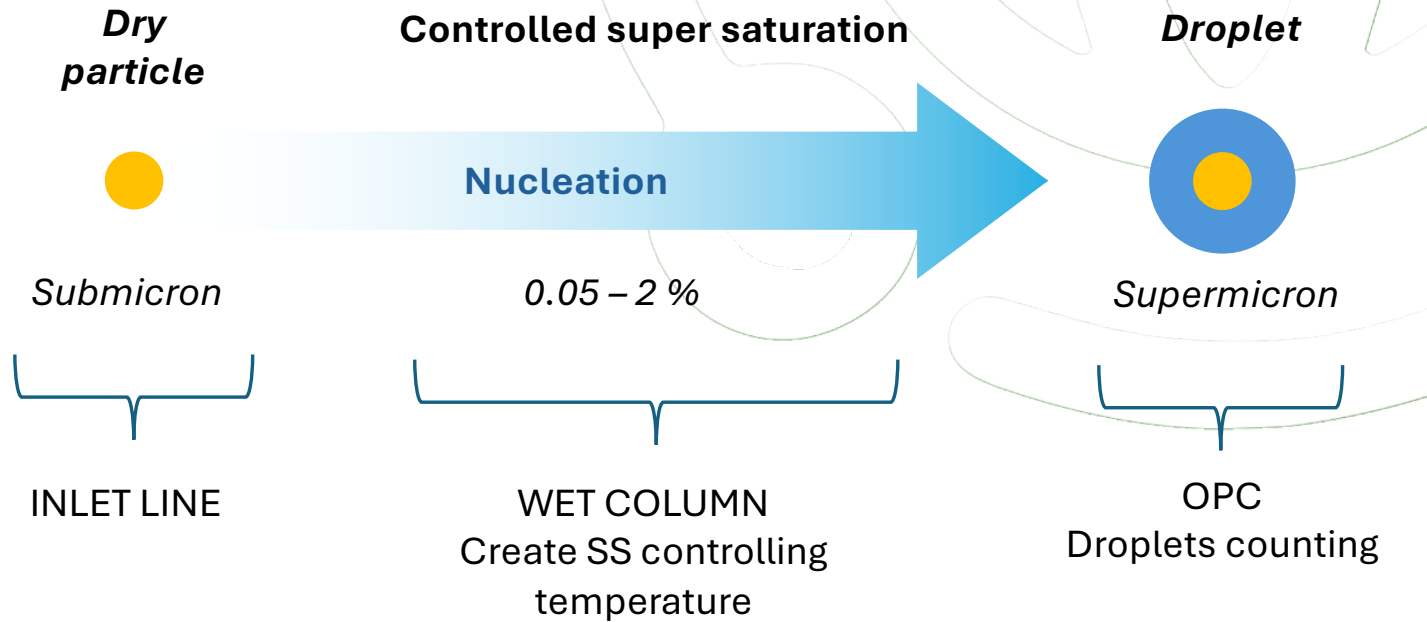 Dry
particle
Controlled super saturation
Droplet
Nucleation
Submicron
0.05 – 2 %
Supermicron
INLET LINE
WET COLUMN
Create SS controlling
temperature
OPC
Droplets counting